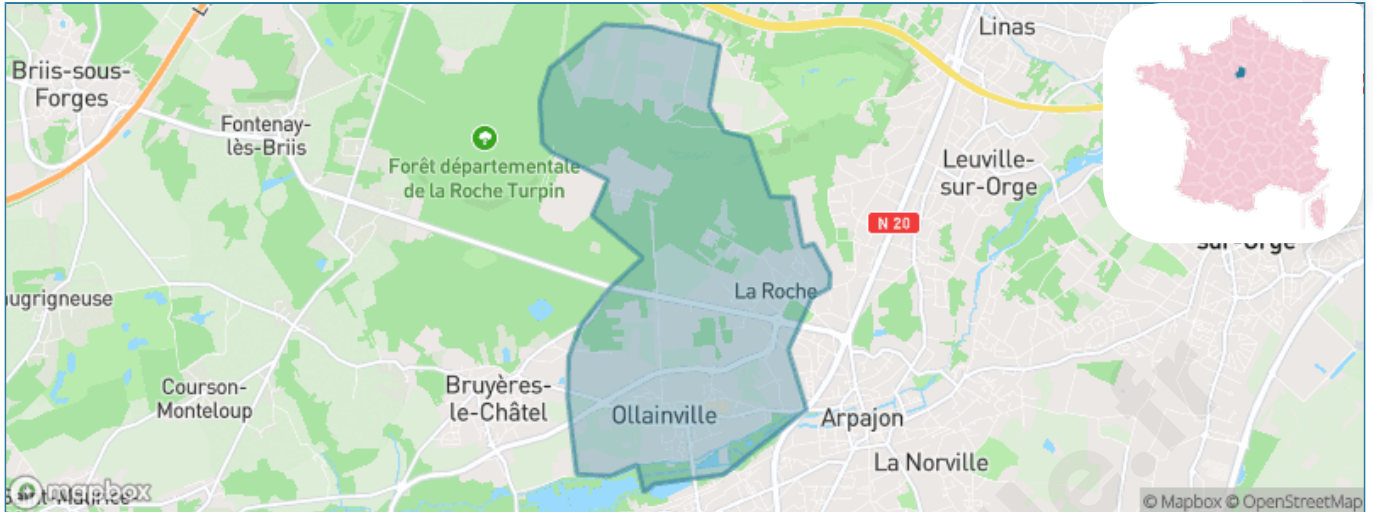 Linas
Briis-sous-
Forges
Fontenay-
lès-Briis
Forêt départementale
de la Roche Turpin
Leuville-
sur-Orge
N 20
sur-Orge
augrigneuse
La Roche
Courson-
Monteloup
Bruyères-
le-Châtel
Ollainville
Arpajon
La Norville
mapbox
© Mapbox © OpenStreetMap